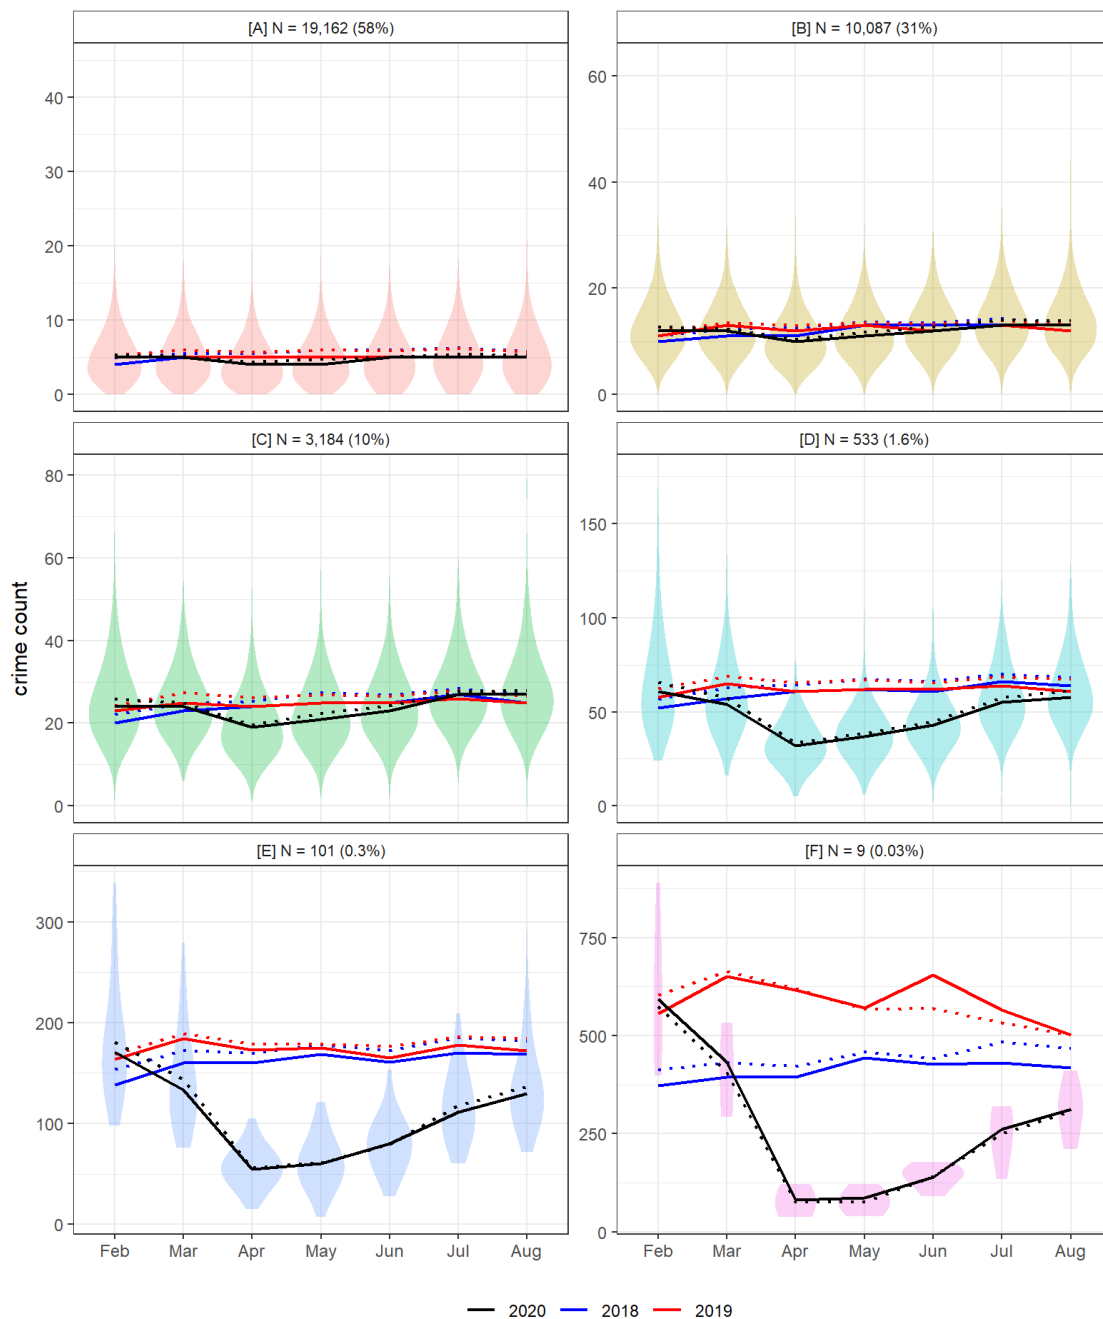 [A] N = 19,162 (58%)
[B] N = 10,087 (31%)
40
30
20
10
0
60
40
20
0
[C] N = 3,184 (10%)
[D] N = 533 (1.6%)
80
60
40
20
0
150
100
50
0
crime count
[E] N = 101 (0.3%)
[F] N = 9 (0.03%)
300
200
100
0
750
500
250
0
Feb Mar Apr May Jun Jul Aug
Feb Mar Apr May Jun Jul Aug
2020 2018 2019